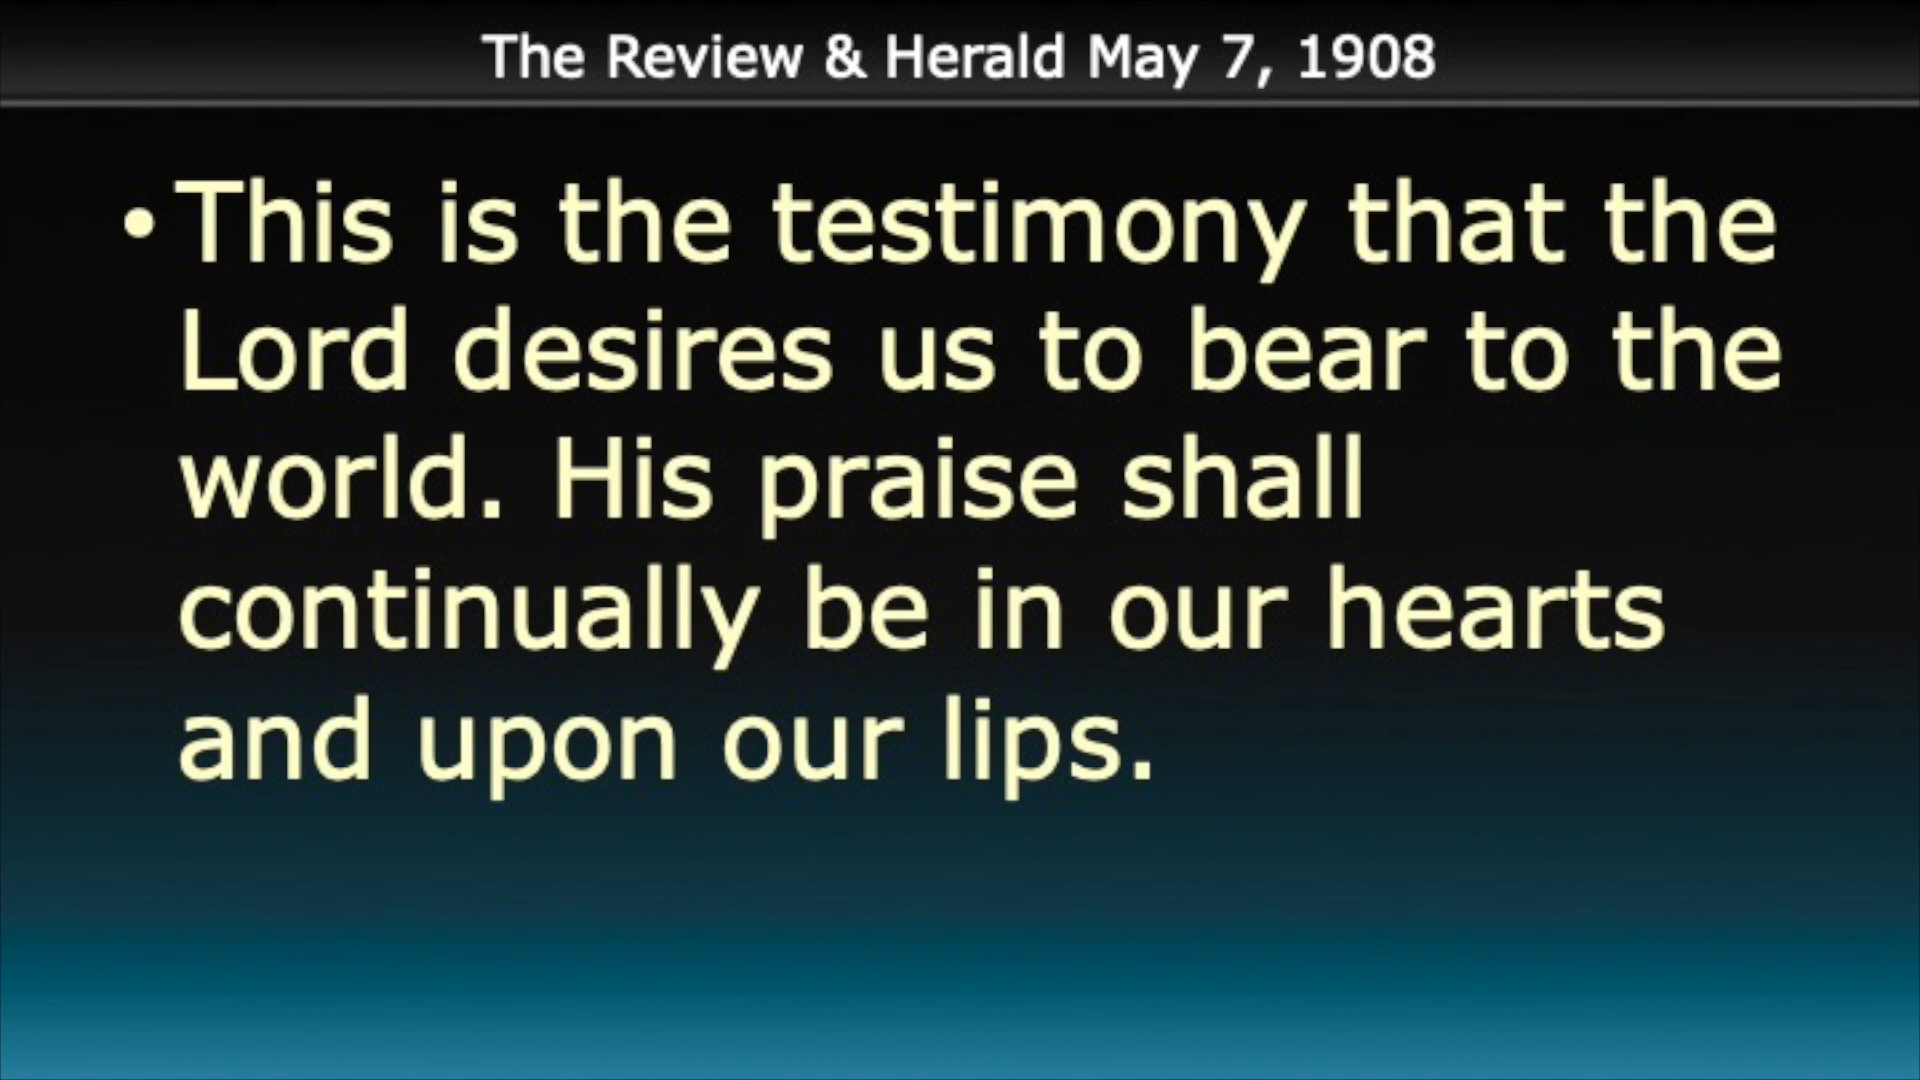 The Review & Herald May 7, 1908
• This is the testimony that the
Lord desires us to bear to the
world. His praise shall
continually be in our hearts
and upon our lips.